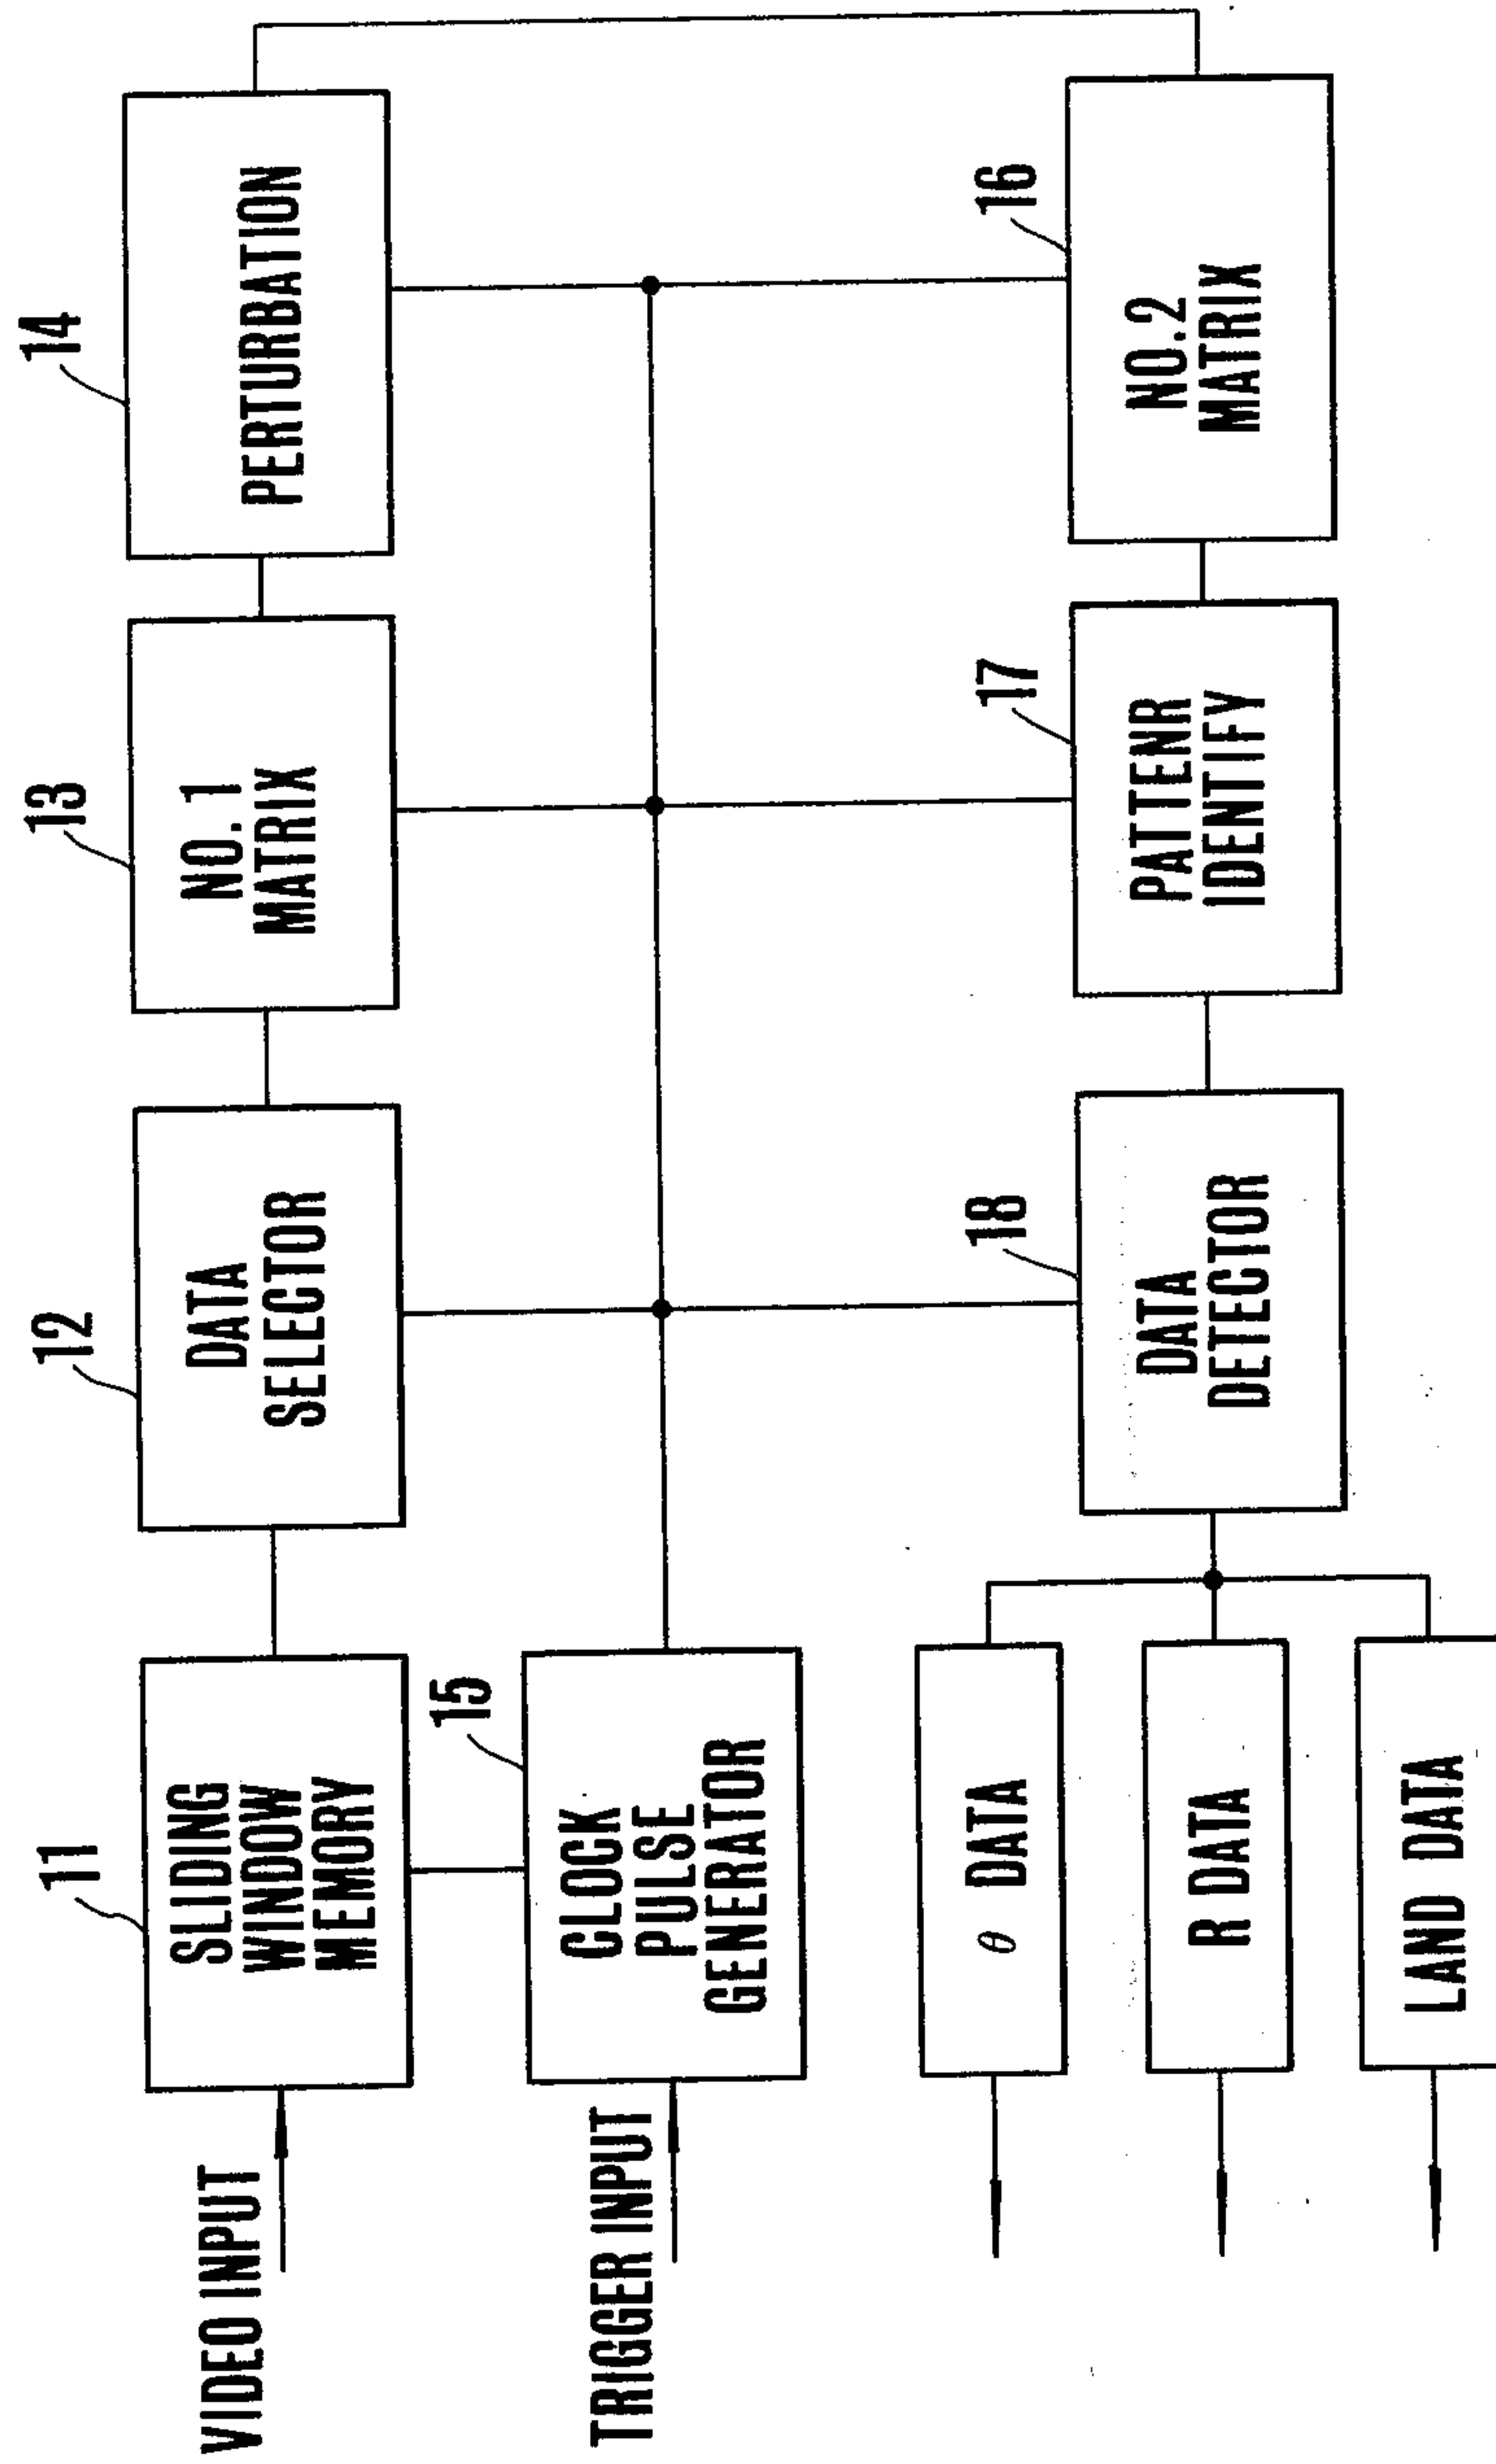 11
12
13
14
SLIDING
WINDOW
MEMORY
DATA
SELECTOR
NO. 1
MATRIX
PERTURBATION
VIDEO INPUT
15
CLOCK
PULSE
GENERATOR
TRIGGER INPUT
18
17
16
θ DATA
R DATA
LAND DATA
DATA
DETECTOR
PATTENR
IDENTIFY
NO.2
MATRIX